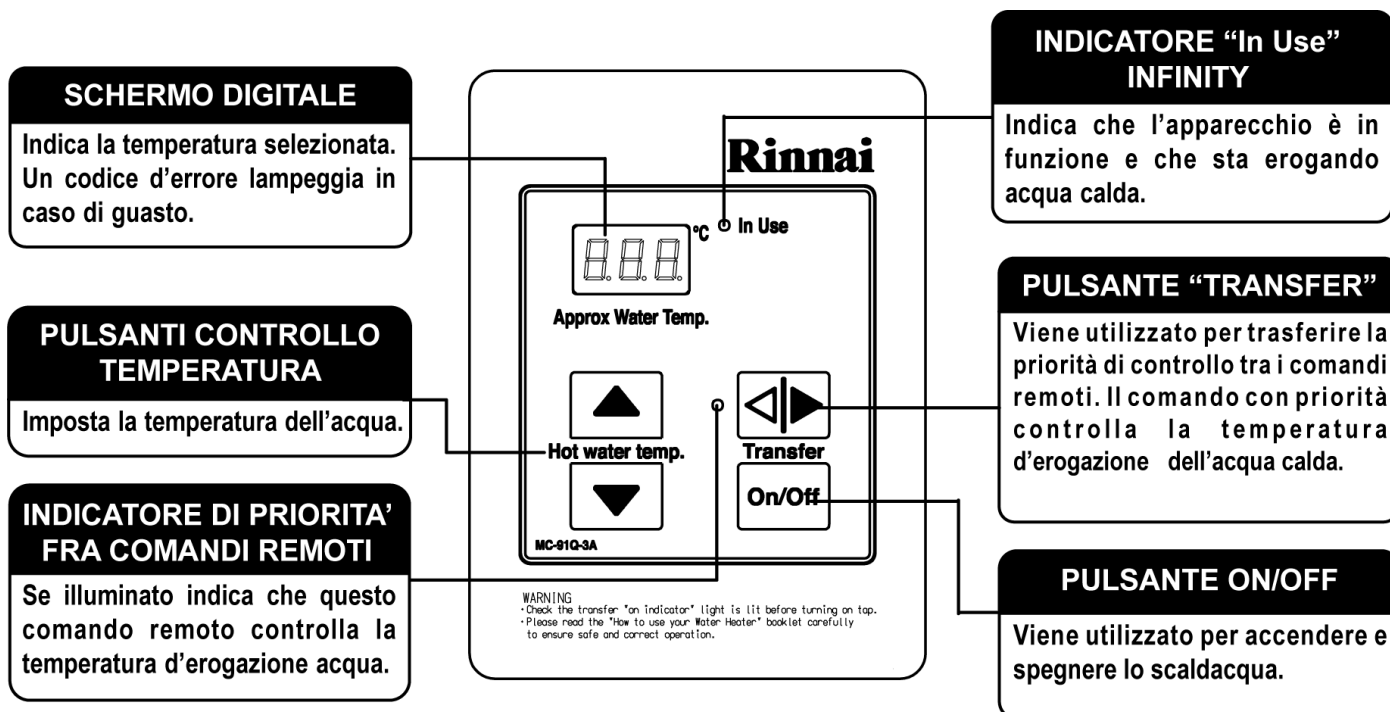 SCHERMO DIGITALE
Indica la temperatura selezionata.
Un codice d’errore lampeggia in
caso di guasto.
PULSANTI CONTROLLO
TEMPERATURA
Imposta la temperatura dell’acqua.
INDICATORE DI PRIORITA’
FRA COMANDI REMOTI
Se illuminato indica che questo
comando remoto controlla la
temperatura d’erogazione acqua.
Rinnai
8.8.8.
°C
In Use
Approx Water Temp.
Hot water temp.
Transfer
On/Off
MC-91Q-3A
WARNING
·Check the transfer "on indicator" light is lit before turning on tap.
·Please read the "How to use your Water Heater" booklet carefully
to ensure safe and correct operation.
INDICATORE “In Use”
INFINITY
Indica che l’apparecchio è in
funzione e che sta erogando
acqua calda.
PULSANTE “TRANSFER”
Viene utilizzato per trasferire la
priorità di controllo tra i comandi
remoti. Il comando con priorità
controlla la temperatura
d’erogazione dell’acqua calda.
PULSANTE ON/OFF
Viene utilizzato per accendere e
spegnere lo scaldacqua.